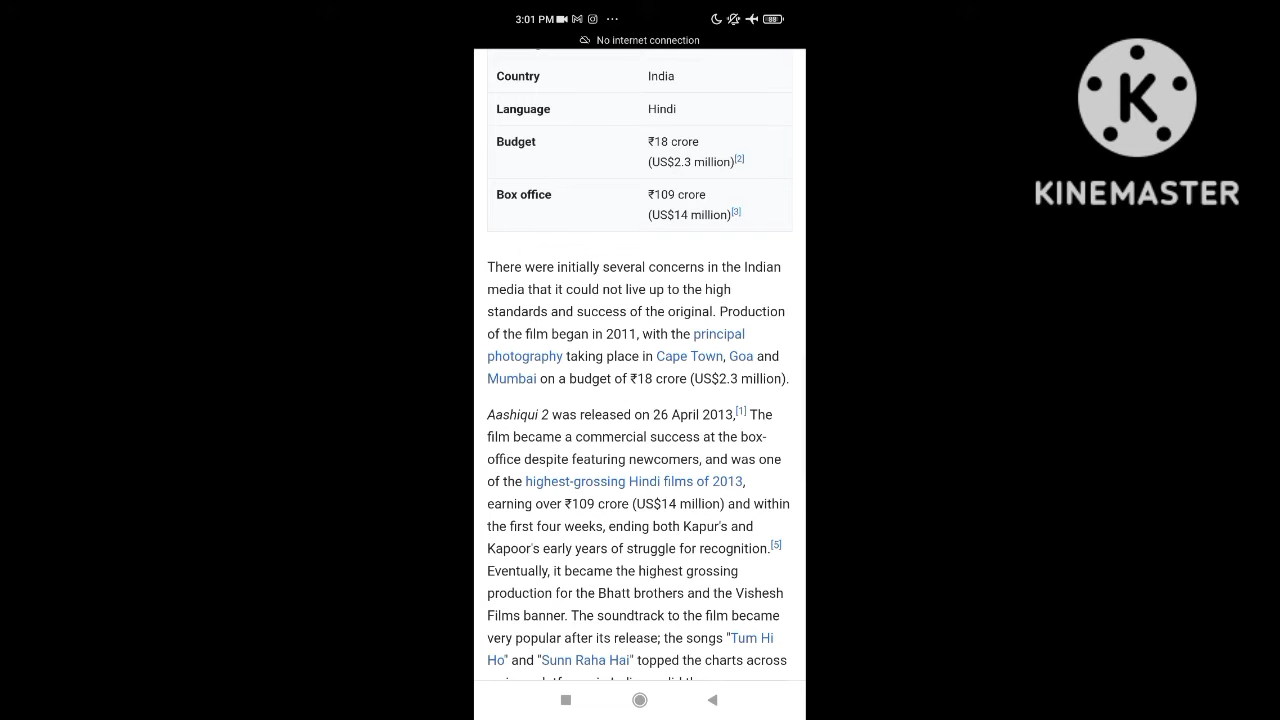 3:01 PM
88
No internet connection
Country India
Language Hindi
Budget ₹18 crore
(US$2.3 million)[2]
Box office ₹109 crore
(US$14 million)[3]
K
KINEMASTER
There were initially several concerns in the Indian
media that it could not live up to the high
standards and success of the original. Production
of the film began in 2011, with the principal
photography taking place in Cape Town, Goa and
Mumbai on a budget of ₹18 crore (US$2.3 million).
Aashiqui 2 was released on 26 April 2013,[1] The
film became a commercial success at the box-
office despite featuring newcomers, and was one
of the highest-grossing Hindi films of 2013,
earning over ₹109 crore (US$14 million) and within
the first four weeks, ending both Kapur's and
Kapoor's early years of struggle for recognition.[5]
Eventually, it became the highest grossing
production for the Bhatt brothers and the Vishesh
Films banner. The soundtrack to the film became
very popular after its release; the songs "Tum Hi
Ho" and "Sunn Raha Hai" topped the charts across